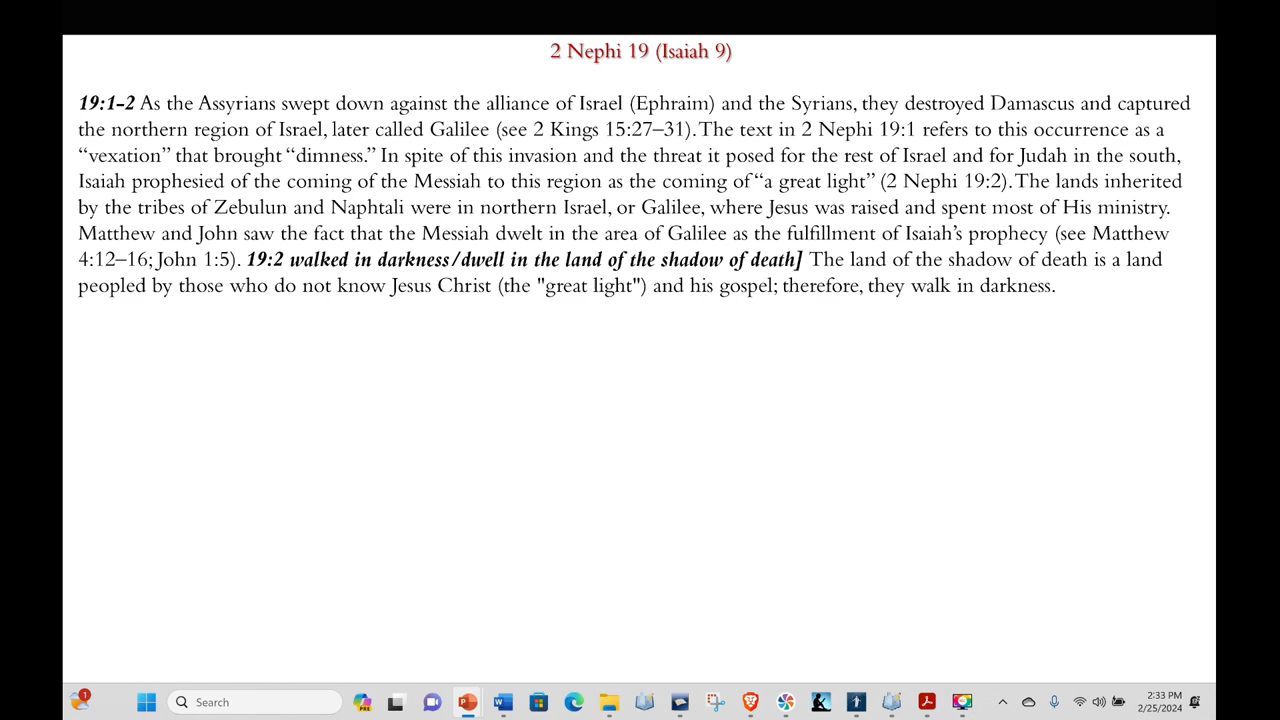 2 Nephi 19 (Isaiah 9)
19:1-2 As the Assyrians swept down against the alliance of Israel (Ephraim) and the Syrians, they destroyed Damascus and captured
the northern region of Israel, later called Galilee (see 2 Kings 15:27–31). The text in 2 Nephi 19:1 refers to this occurrence as a
“vexation” that brought “dimness.” In spite of this invasion and the threat it posed for the rest of Israel and for Judah in the south,
Isaiah prophesied of the coming of the Messiah to this region as the coming of “a great light” (2 Nephi 19:2). The lands inherited
by the tribes of Zebulun and Naphtali were in northern Israel, or Galilee, where Jesus was raised and spent most of His ministry.
Matthew and John saw the fact that the Messiah dwelt in the area of Galilee as the fulfillment of Isaiah’s prophecy (see Matthew
4:12–16; John 1:5). 19:2 walked in darkness/dwell in the land of the shadow of death] The land of the shadow of death is a land
peopled by those who do not know Jesus Christ (the "great light") and his gospel; therefore, they walk in darkness.
1
Search
PRE
2:33 PM
2/25/2024